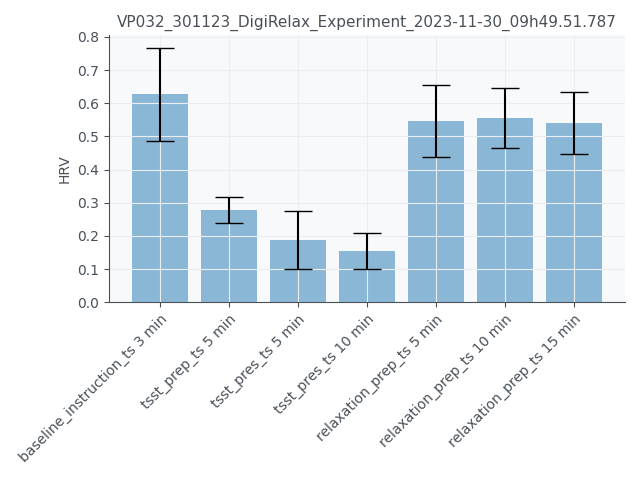 VP032_301123_DigiRelax_Experiment_2023-11-30_09h49.51.787
HRV
0.8
0.7
0.6
0.5
0.4
0.3
0.2
0.1
0.0
baseline_instruction_ts 3 min
tsst_prep_ts 5 min
tsst_pres_ts 5 min
tsst_pres_ts 10 min
relaxation_prep_ts 5 min
relaxation_prep_ts 10 min
relaxation_prep_ts 15 min